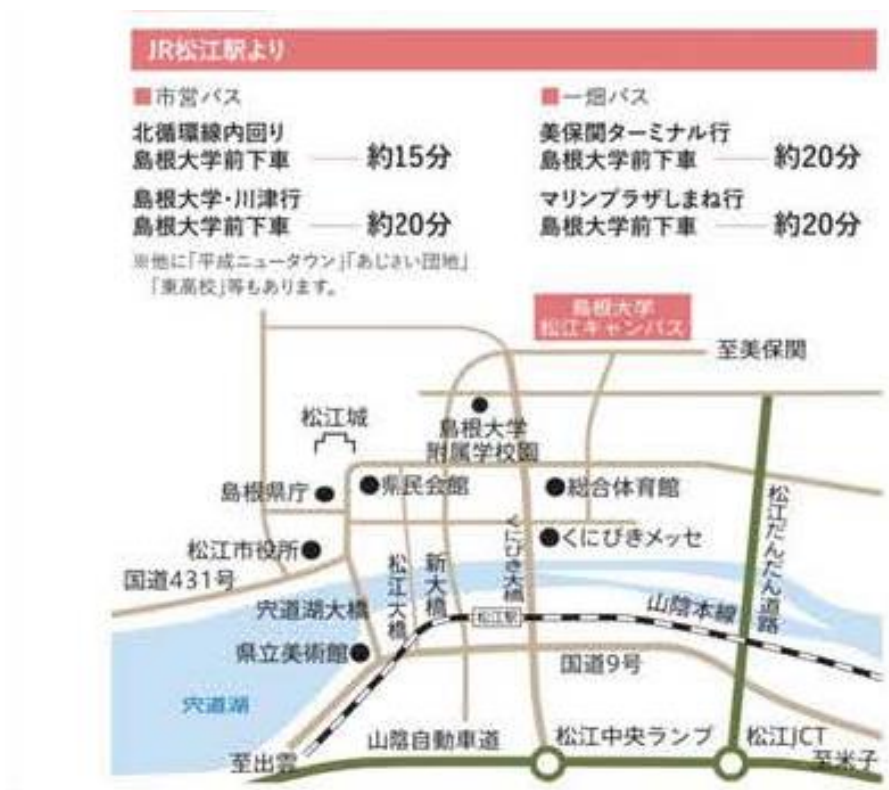 JR松江駅より
■市営バス
北循環線内回り
島根大学前下車 ―― 約15分
島根大学・川津行
島根大学前下車 ―― 約20分
※他に「平成ニュータウン」「あじさい団地」
「東高校」等もあります。
■一畑バス
美保関ターミナル行
島根大学前下車 ―― 約20分
マリンプラザしまね行
島根大学前下車 ―― 約20分
島根大学
松江キャンパス
至美保関
松江城
島根大学
附属学校園
島根県庁
県民会館
総合体育館
松江市役所
くにびきメッセ
国道431号
松江大橋
新大橋
くにびき大橋
松江だんだん道路
宍道湖大橋
松江駅
山陰本線
県立美術館
国道9号
宍道湖
山陰自動車道
松江中央ランプ
松江JCT
至出雲
至米子